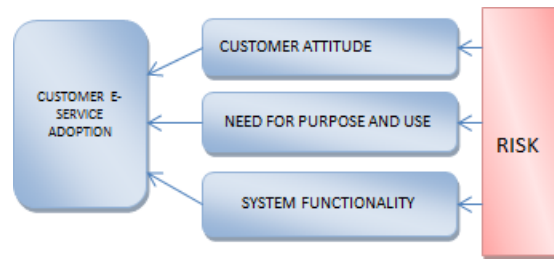 CUSTOMER ATTITUDE
CUSTOMER E-
SERVICE
ADOPTION
NEED FOR PURPOSE AND USE
RISK
SYSTEM FUNCTIONALITY